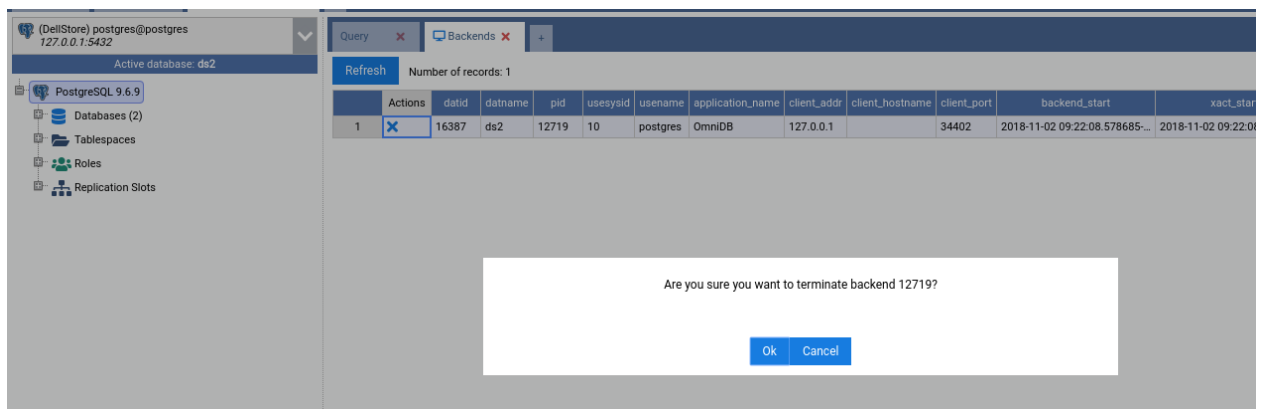 (DellStore) postgres@postgres
127.0.0.1:5432
Active database: ds2
PostgreSQL 9.6.9
Databases (2)
Tablespaces
Roles
Replication Slots
Query Backends +
Refresh Number of records: 1
Actions datid datname pid usesysid usename application_name client_addr client_hostname client_port backend_start xact_star
1 16387 ds2 12719 10 postgres OmniDB 127.0.0.1 34402 2018-11-02 09:22:08.578685-... 2018-11-02 09:22:08
Are you sure you want to terminate backend 12719?
Ok Cancel